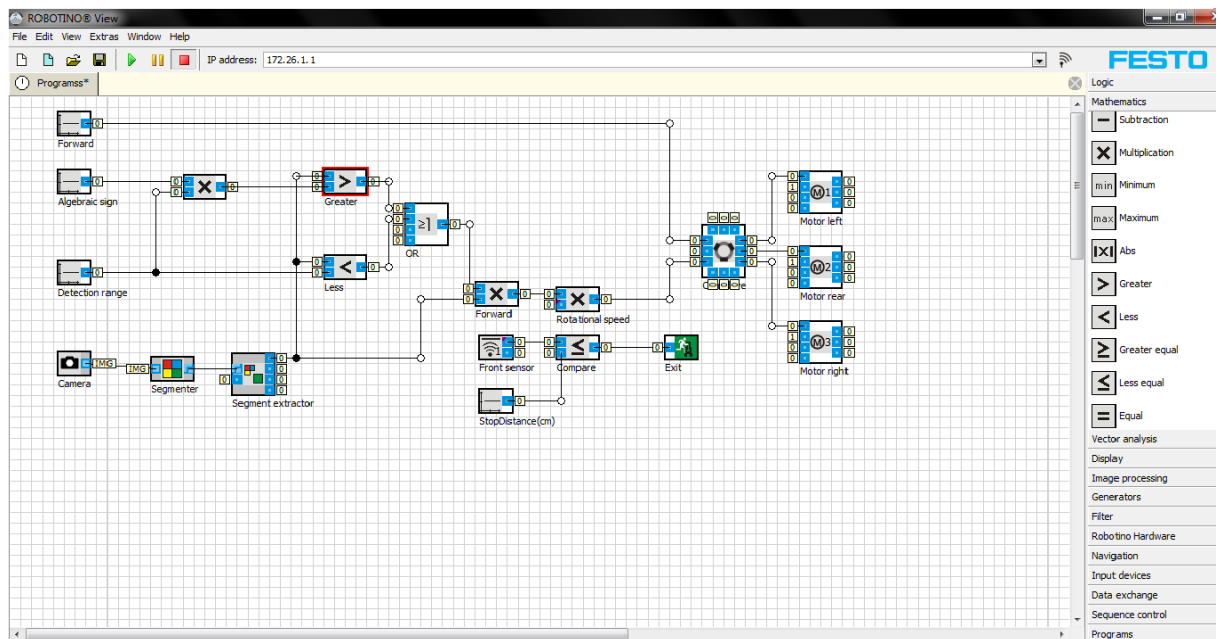 ROBOTINO® View
File Edit View Extras Window Help
IP address: 172.26.1.1
FESTO
Programss*
Logic
Mathematics
Subtraction
Multiplication
Minimum
Maximum
Abs
Greater
Less
Greater equal
Less equal
Equal
Vector analysis
Display
Image processing
Generators
Filter
Robotino Hardware
Navigation
Input devices
Data exchange
Sequence control
Programs
Forward
Algebraic sign
Greater
OR
Detection range
Less
Forward
Rotational speed
Camera
IMG
IMG
Segmenter
Segment extractor
Front sensor
Compare
Exit
StopDistance(cm)
Motor left
Motor rear
Motor right